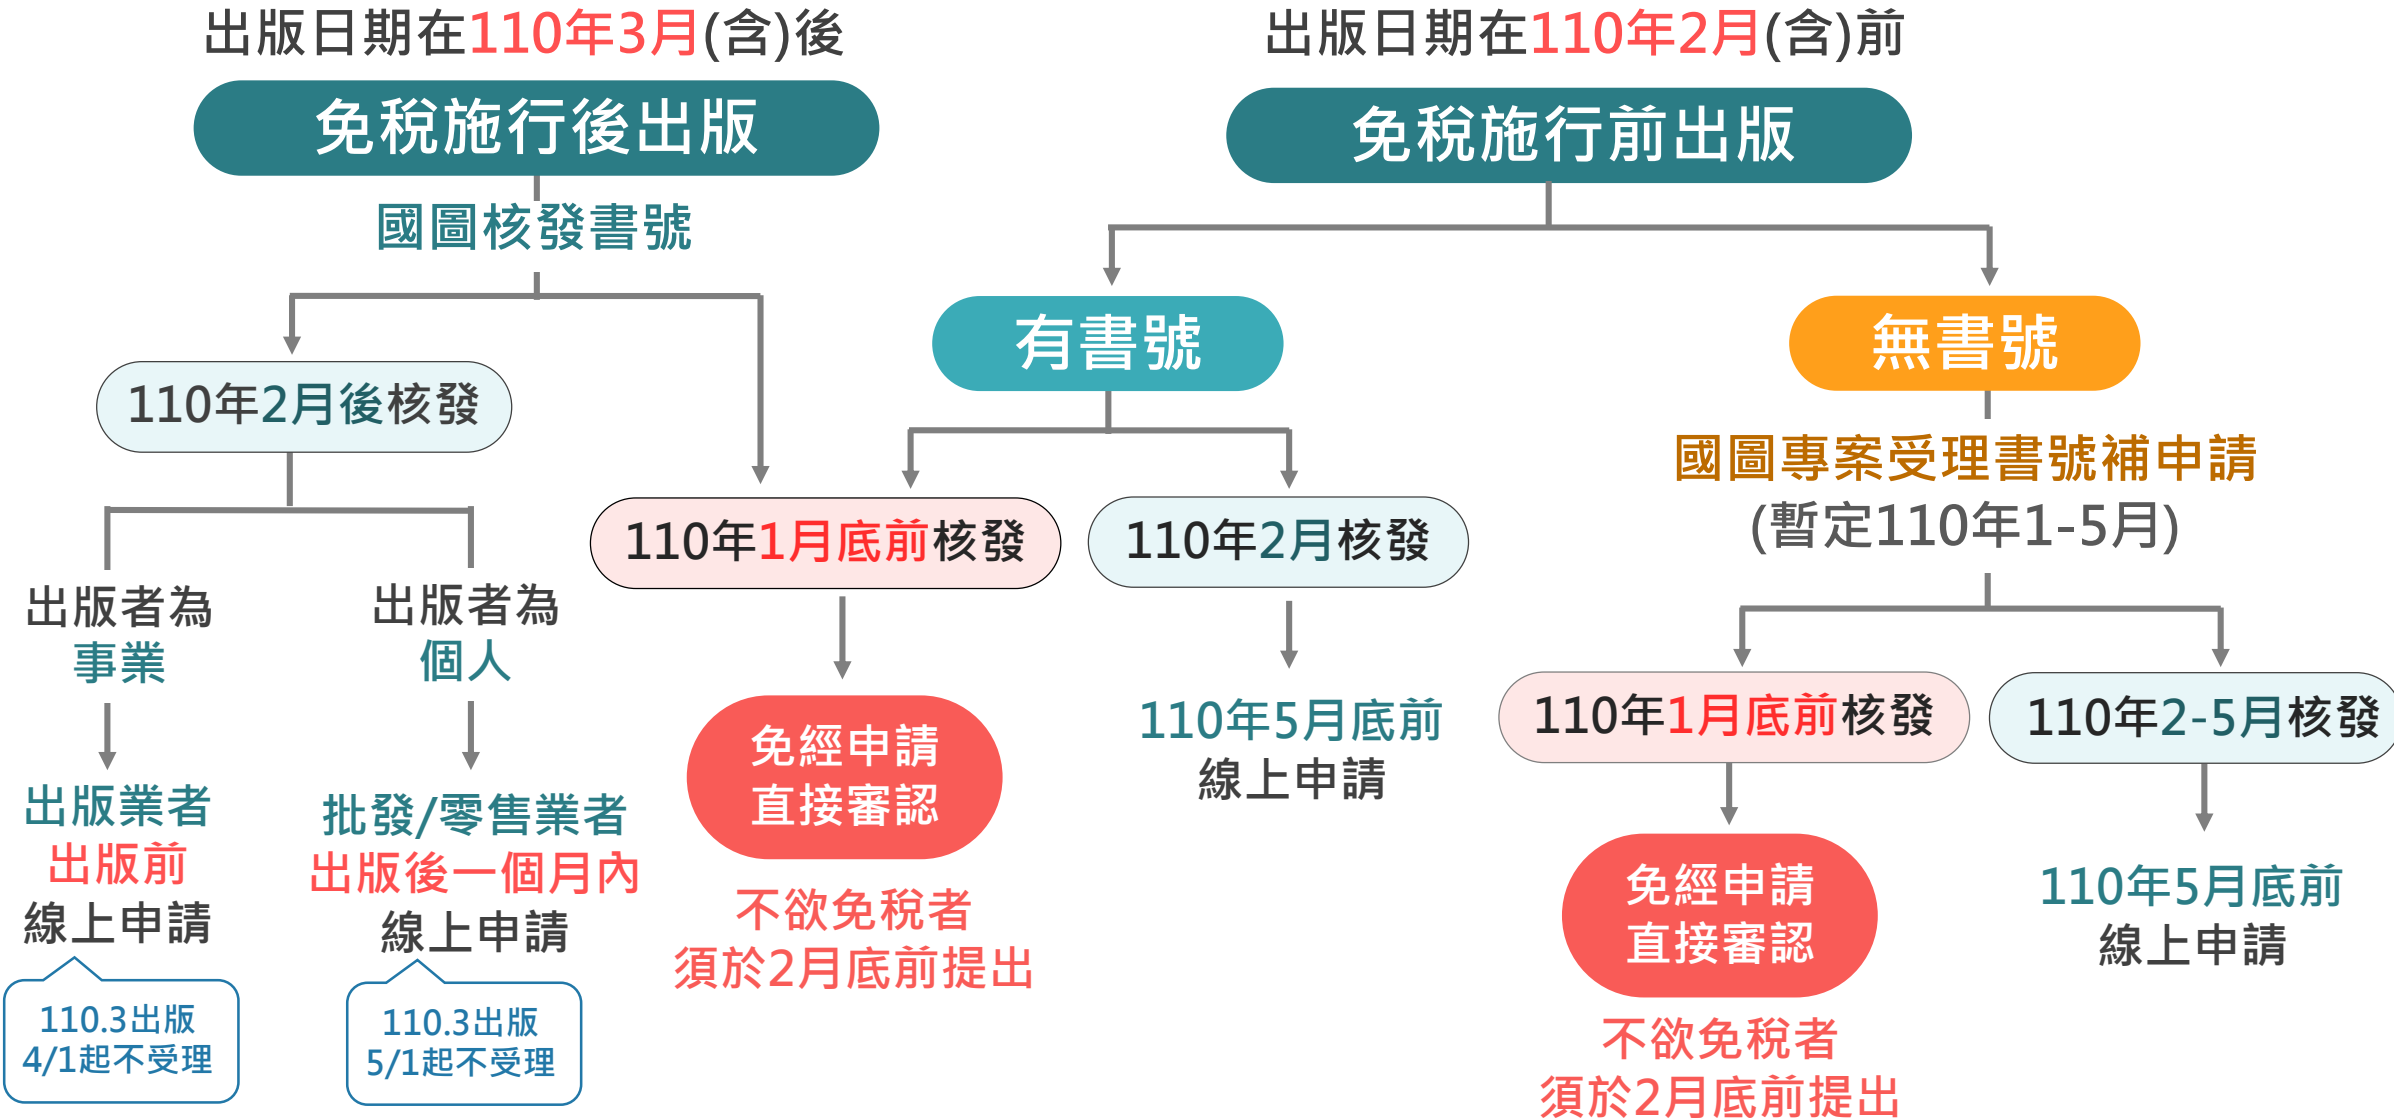 出版日期在110年3月(含)後
免稅施行後出版
國圖核發書號
110年2月後核發
出版者為
事業
出版業者
出版前
線上申請
110.3出版
4/1起不受理
出版者為
個人
批發/零售業者
出版後一個月內
線上申請
110.3出版
5/1起不受理
出版日期在110年2月(含)前
免稅施行前出版
有書號
110年1月底前核發
免經申請
直接審認
不欲免稅者
須於2月底前提出
110年2月核發
110年5月底前
線上申請
無書號
國圖專案受理書號補申請
(暫定110年1-5月)
110年1月底前核發
免經申請
直接審認
不欲免稅者
須於2月底前提出
110年2-5月核發
110年5月底前
線上申請